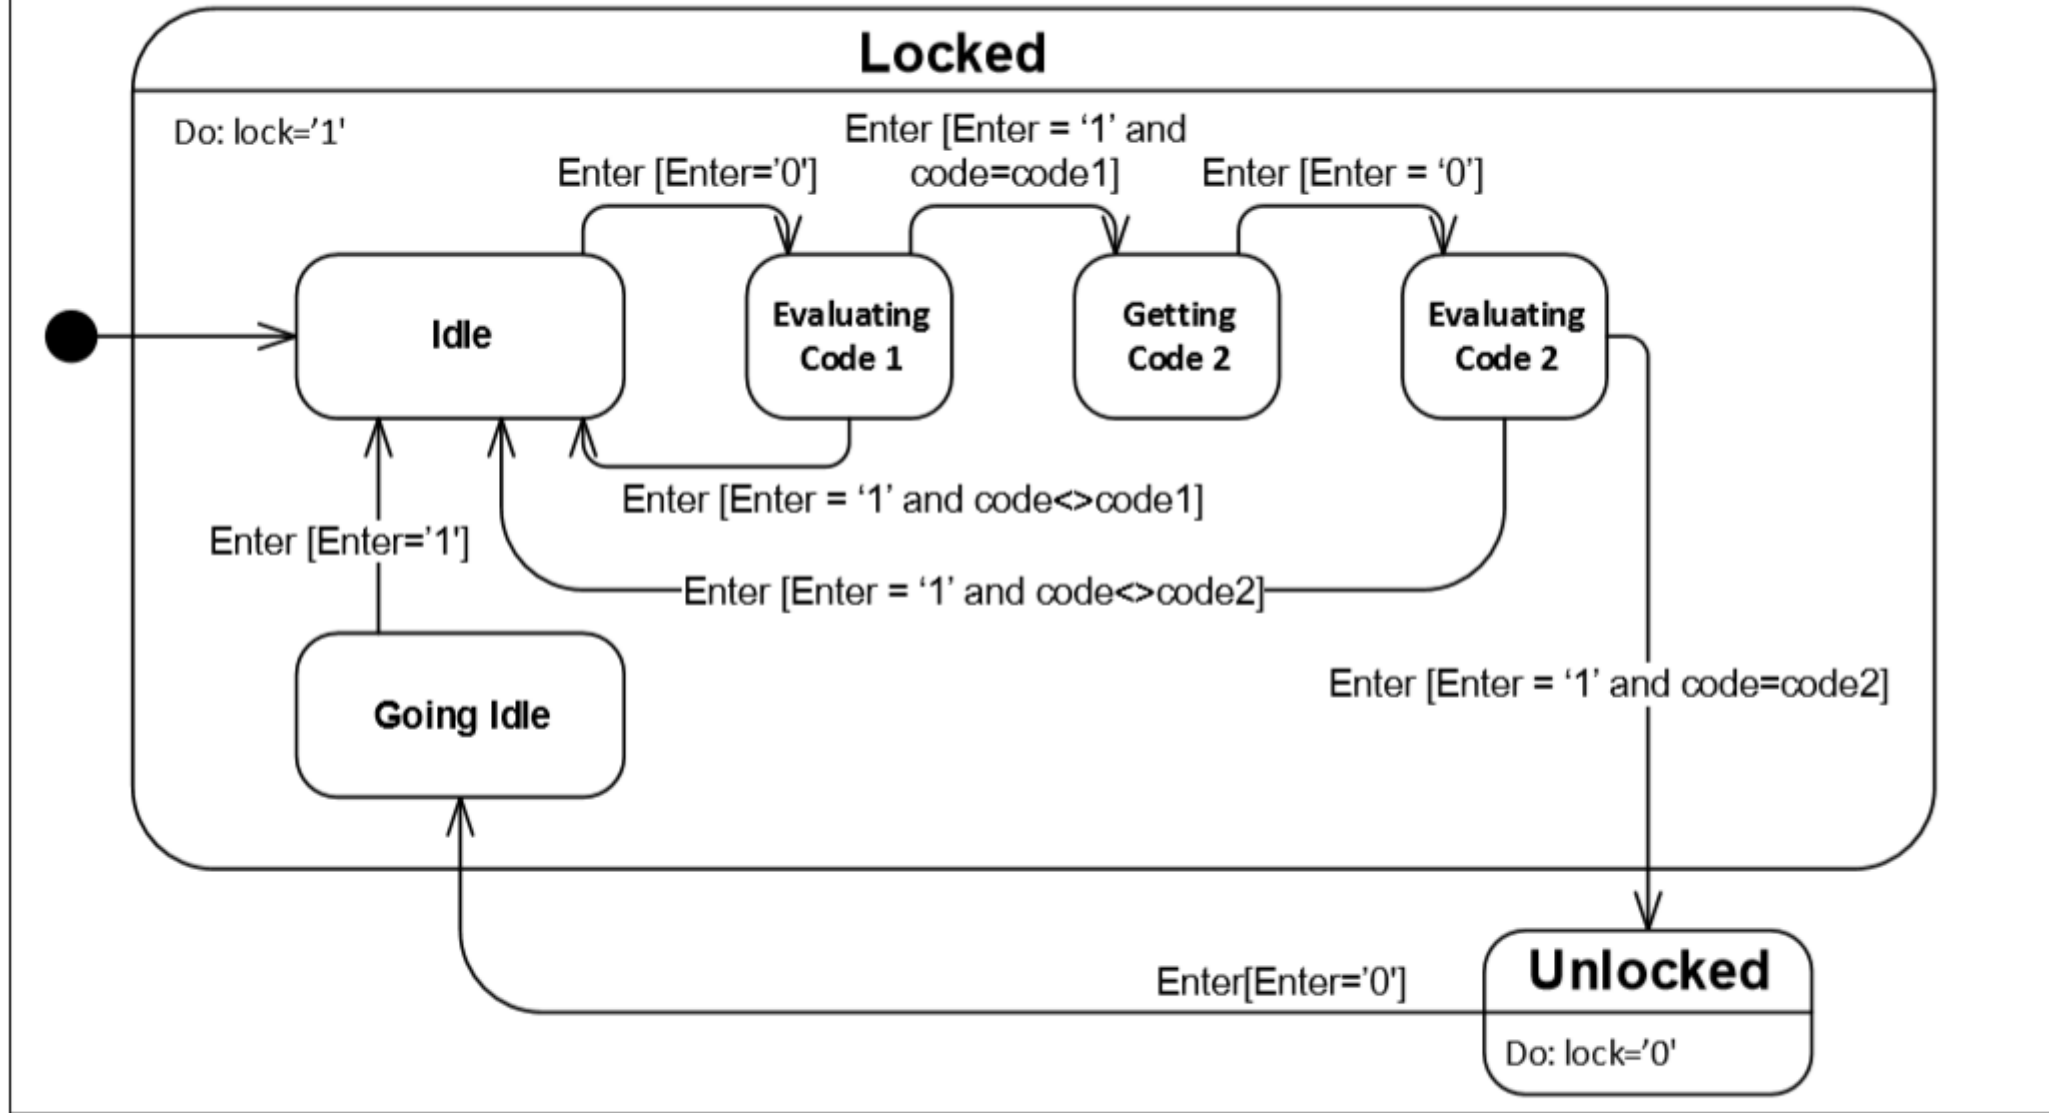 Locked
Do: lock=’1'
Enter [Enter=’0']
Enter [Enter = ‘1’ and
code=code1]
Enter [Enter = ‘0’]
Idle
Evaluating
Code 1
Getting
Code 2
Evaluating
Code 2
Enter [Enter = ‘1’ and code<>code1]
Enter [Enter=’1']
Enter [Enter = ‘1’ and code<>code2]
Enter [Enter = ‘1’ and code=code2]
Going Idle
Enter[Enter=’0']
Unlocked
Do: lock=’0'